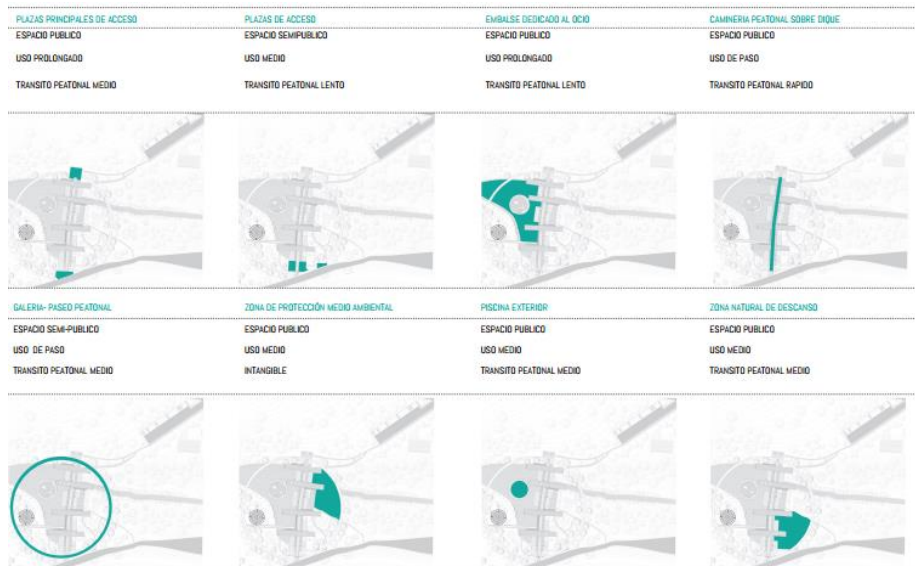 PLAZAS PRINCIPALES DE ACCESO
ESPACIO PUBLICO
USO PROLONGADO
TRANSITO PEATONAL MEDIO
PLAZAS DE ACCESO
ESPACIO SEMIPUBLICO
USO MEDIO
TRANSITO PEATONAL LENTO
EMBALSE DEDICADO AL OCIO
ESPACIO PUBLICO
USO PROLONGADO
TRANSITO PEATONAL LENTO
CAMINERIA PEATONAL SOBRE DIQUE
ESPACIO PUBLICO
USO DE PASO
TRANSITO PEATONAL RAPIDO
GALERIA- PASEO PEATONAL
ESPACIO SEMI-PUBLICO
USO DE PASO
TRANSITO PEATONAL MEDIO
ZONA DE PROTECCIÓN MEDIO AMBIENTAL
ESPACIO PUBLICO
USO MEDIO
INTANGIBLE
PISCINA EXTERIOR
ESPACIO PUBLICO
USO MEDIO
TRANSITO PEATONAL MEDIO
ZONA NATURAL DE DESCANSO
ESPACIO PUBLICO
USO MEDIO
TRANSITO PEATONAL MEDIO